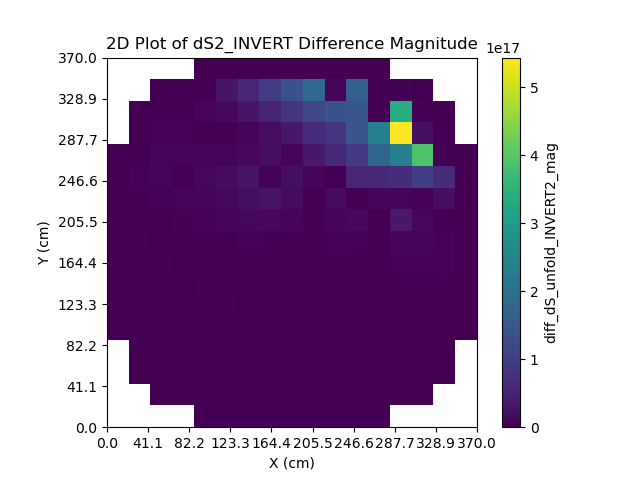 2D Plot of dS2_INVERT Difference Magnitude
1e17
370.0
328.9
287.7
246.6
205.5
164.4
123.3
82.2
41.1
0.0
Y (cm)
0.0 41.1 82.2 123.3 164.4 205.5 246.6 287.7 328.9 370.0
X (cm)
5
4
3
2
1
0
diff_dS_unfold_INVERT2_mag